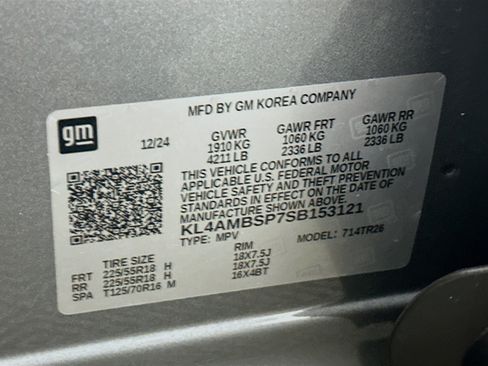 MFD BY GM KOREA COMPANY
gm
12/24 GVWR GAWR FRT GAWR RR
1910 KG 1060 KG 1060 KG
4211 LB 2336 LB 2336 LB
THIS VEHICLE CONFORMS TO ALL
APPLICABLE U.S. FEDERAL MOTOR
VEHICLE SAFETY AND THEFT PREVENTION
STANDARDS IN EFFECT ON THE DATE OF
MANUFACTURE SHOWN ABOVE.
KL4AMBSP7SB153121
TYPE: MPV MODEL: 714TR26
TIRE SIZE RIM
FRT 225/55R18 H 18X7.5J
RR 225/55R18 H 18X7.5J
SPA T125/70R16 M 16X4BT